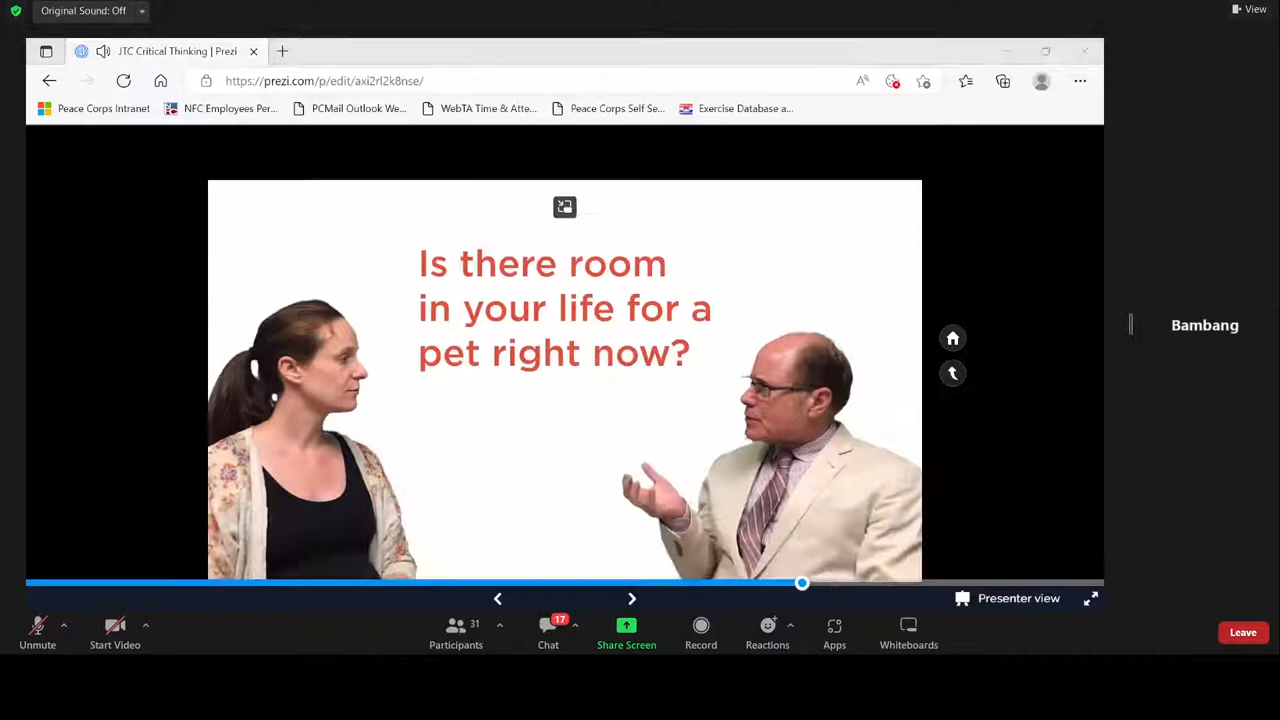 Original Sound: Off
View
JTC Critical Thinking | Prezi
https://prezi.com/p/edit/axi2rl2k8nse/
Peace Corps Intranet
NFC Employees Per...
PCMail Outlook We...
WebTA Time & Atte...
Peace Corps Self Se...
Exercise Database a...
Is there room
in your life for a
pet right now?
Bambang
Presenter view
Unmute
Start Video
Participants
31
Chat
17
Share Screen
Record
Reactions
Apps
Whiteboards
Leave